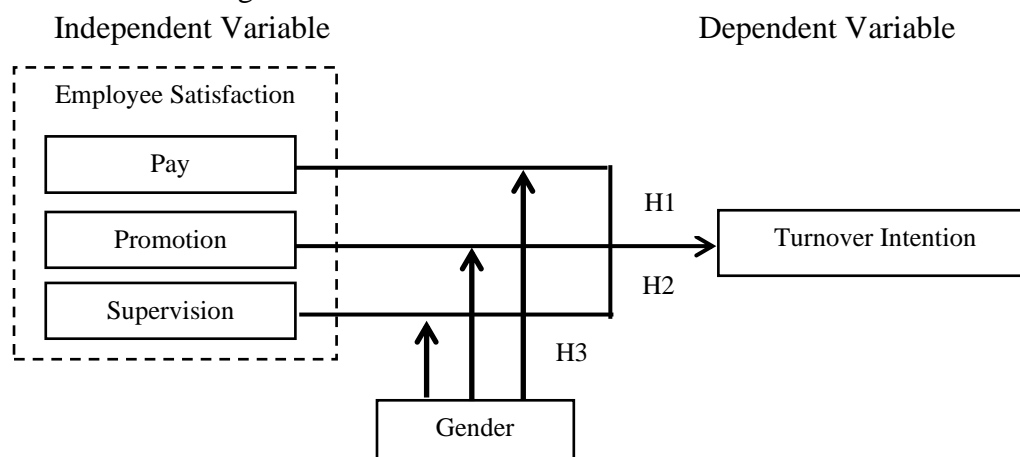 Independent Variable
Dependent Variable
Employee Satisfaction
Pay
Promotion
Supervision
H1
H2
Turnover Intention
H3
Gender